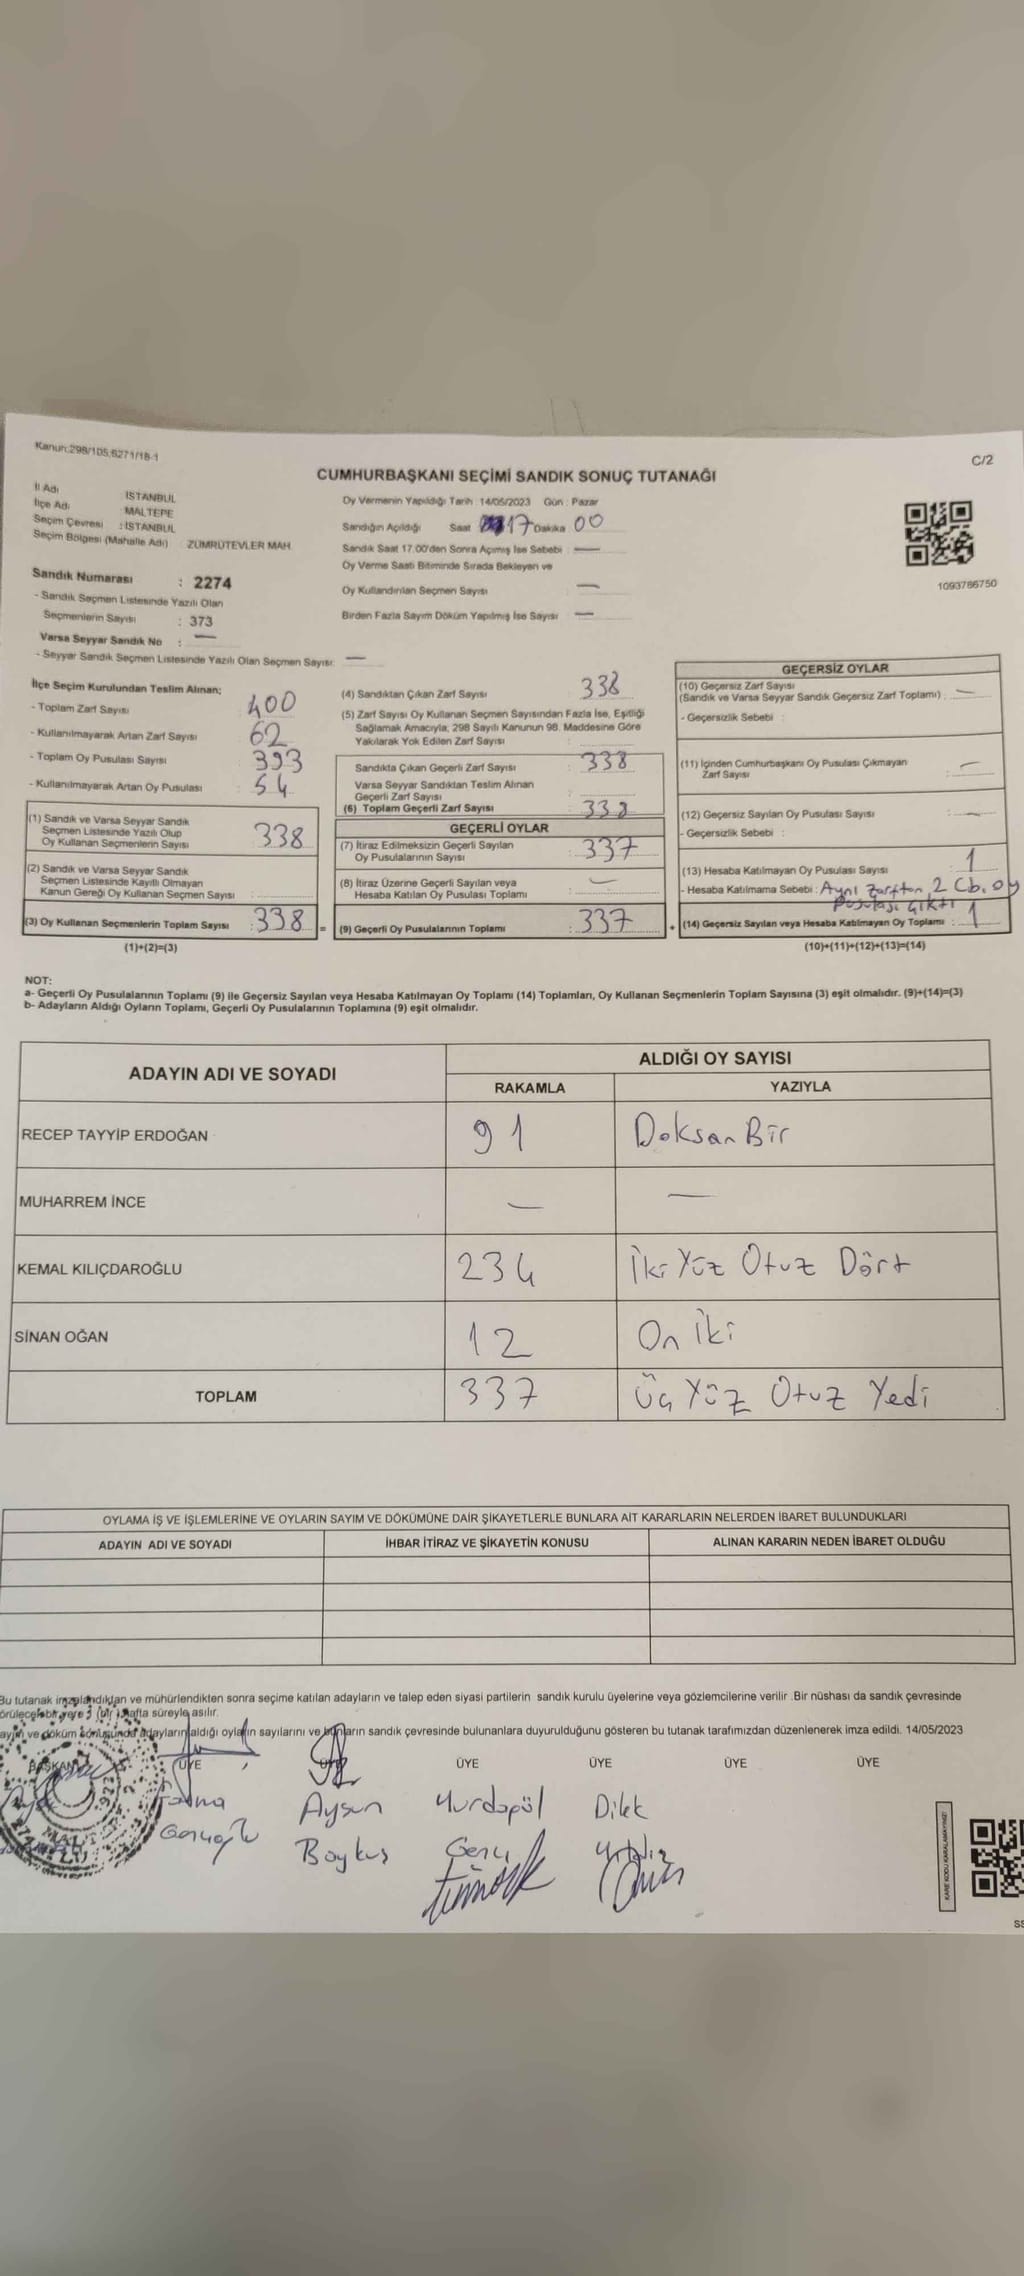 Kanun:298/105;6271/18-1
C/2
CUMHURBAŞKANI SEÇİMİ SANDIK SONUÇ TUTANAĞI
İl Adı : İSTANBUL
İlçe Adı : MALTEPE
Seçim Çevresi : İSTANBUL
Seçim Bölgesi (Mahalle Adı) : ZÜMRÜTEVLER MAH.
Sandık Numarası : 2274
- Sandık Seçmen Listesinde Yazılı Olan
Seçmenlerin Sayısı : 373
Varsa Seyyar Sandık No : —
- Seyyar Sandık Seçmen Listesinde Yazılı Olan Seçmen Sayısı: —
Oy Vermenin Yapıldığı Tarih : 14/05/2023 Gün : Pazar
Sandığın Açıldığı Saat 17 Dakika 00
Sandık Saat 17.00'den Sonra Açımış İse Sebebi : —
Oy Verme Saati Bitiminde Sırada Bekleyen ve
Oy Kullandırılan Seçmen Sayısı : —
Birden Fazla Sayım Döküm Yapılmış İse Sayısı : —
1093786750
İlçe Seçim Kurulundan Teslim Alınan;
- Toplam Zarf Sayısı : 400
- Kullanılmayarak Artan Zarf Sayısı : 62
- Toplam Oy Pusulası Sayısı : 393
- Kullanılmayarak Artan Oy Pusulası : 54
(1) Sandık ve Varsa Seyyar Sandık
Seçmen Listesinde Yazılı Olup
Oy Kullanan Seçmenlerin Sayısı : 338
(2) Sandık ve Varsa Seyyar Sandık
Seçmen Listesinde Kayıtlı Olmayan
Kanun Gereği Oy Kullanan Seçmen Sayısı :
(3) Oy Kullanan Seçmenlerin Toplam Sayısı : 338 =
(1)+(2)=(3)
(4) Sandıktan Çıkan Zarf Sayısı 338
(5) Zarf Sayısı Oy Kullanan Seçmen Sayısından Fazla İse, Eşitliği
Sağlamak Amacıyla, 298 Sayılı Kanunun 98. Maddesine Göre
Yakılarak Yok Edilen Zarf Sayısı :
Sandıkta Çıkan Geçerli Zarf Sayısı : 338
Varsa Seyyar Sandıktan Teslim Alınan
Geçerli Zarf Sayısı :
(6) Toplam Geçerli Zarf Sayısı : 338
GEÇERLİ OYLAR
(7) İtiraz Edilmeksizin Geçerli Sayılan
Oy Pusulalarının Sayısı : 337
(8) İtiraz Üzerine Geçerli Sayılan veya
Hesaba Katılan Oy Pusulası Toplamı : —
(9) Geçerli Oy Pusulalarının Toplamı : 337 +
GEÇERSİZ OYLAR
(10) Geçersiz Zarf Sayısı
(Sandık ve Varsa Seyyar Sandık Geçersiz Zarf Toplamı) : —
- Geçersizlik Sebebi :
(11) İçinden Cumhurbaşkanı Oy Pusulası Çıkmayan
Zarf Sayısı : —
(12) Geçersiz Sayılan Oy Pusulası Sayısı : —
- Geçersizlik Sebebi :
(13) Hesaba Katılmayan Oy Pusulası Sayısı : 1
- Hesaba Katılmama Sebebi : Aynı zarftan 2 Cb. oy
pusulası çıktı
(14) Geçersiz Sayılan veya Hesaba Katılmayan Oy Toplamı : 1
(10)+(11)+(12)+(13)=(14)
NOT:
a- Geçerli Oy Pusulalarının Toplamı (9) ile Geçersiz Sayılan veya Hesaba Katılmayan Oy Toplamı (14) Toplamları, Oy Kullanan Seçmenlerin Toplam Sayısına (3) eşit olmalıdır. (9)+(14)=(3)
b- Adayların Aldığı Oyların Toplamı, Geçerli Oy Pusulalarının Toplamına (9) eşit olmalıdır.
ADAYIN ADI VE SOYADI
ALDIĞI OY SAYISI
RAKAMLA YAZIYLA
RECEP TAYYİP ERDOĞAN 91 Doksan Bir
MUHARREM İNCE — —
KEMAL KILIÇDAROĞLU 234 İki Yüz Otuz Dört
SİNAN OĞAN 12 On İki
TOPLAM 337 Üç Yüz Otuz Yedi
OYLAMA İŞ VE İŞLEMLERİNE VE OYLARIN SAYIM VE DÖKÜMÜNE DAİR ŞİKAYETLERLE BUNLARA AİT KARARLARIN NELERDEN İBARET BULUNDUKLARI
ADAYIN ADI VE SOYADI İHBAR İTİRAZ VE ŞİKAYETİN KONUSU ALINAN KARARIN NEDEN İBARET OLDUĞU
Bu tutanak imzalandıktan ve mühürlendikten sonra seçime katılan adayların ve talep eden siyasi partilerin sandık kurulu üyelerine veya gözlemcilerine verilir .Bir nüshası da sandık çevresinde
görülecek bir yere 3 (bir) hafta süreyle asılır.
ve döküm sonucunda adayların aldığı oyların sayılarını ve bunların sandık çevresinde bulunanlara duyurulduğunu gösteren bu tutanak tarafımızdan düzenlenerek imza edildi. 14/05/2023
BAŞKAN ÜYE ÜYE ÜYE ÜYE ÜYE ÜYE
Fatma Aysun Yurdagül Dilek
Baykuş Genç
KARE KODU KARALAMAYINIZ!